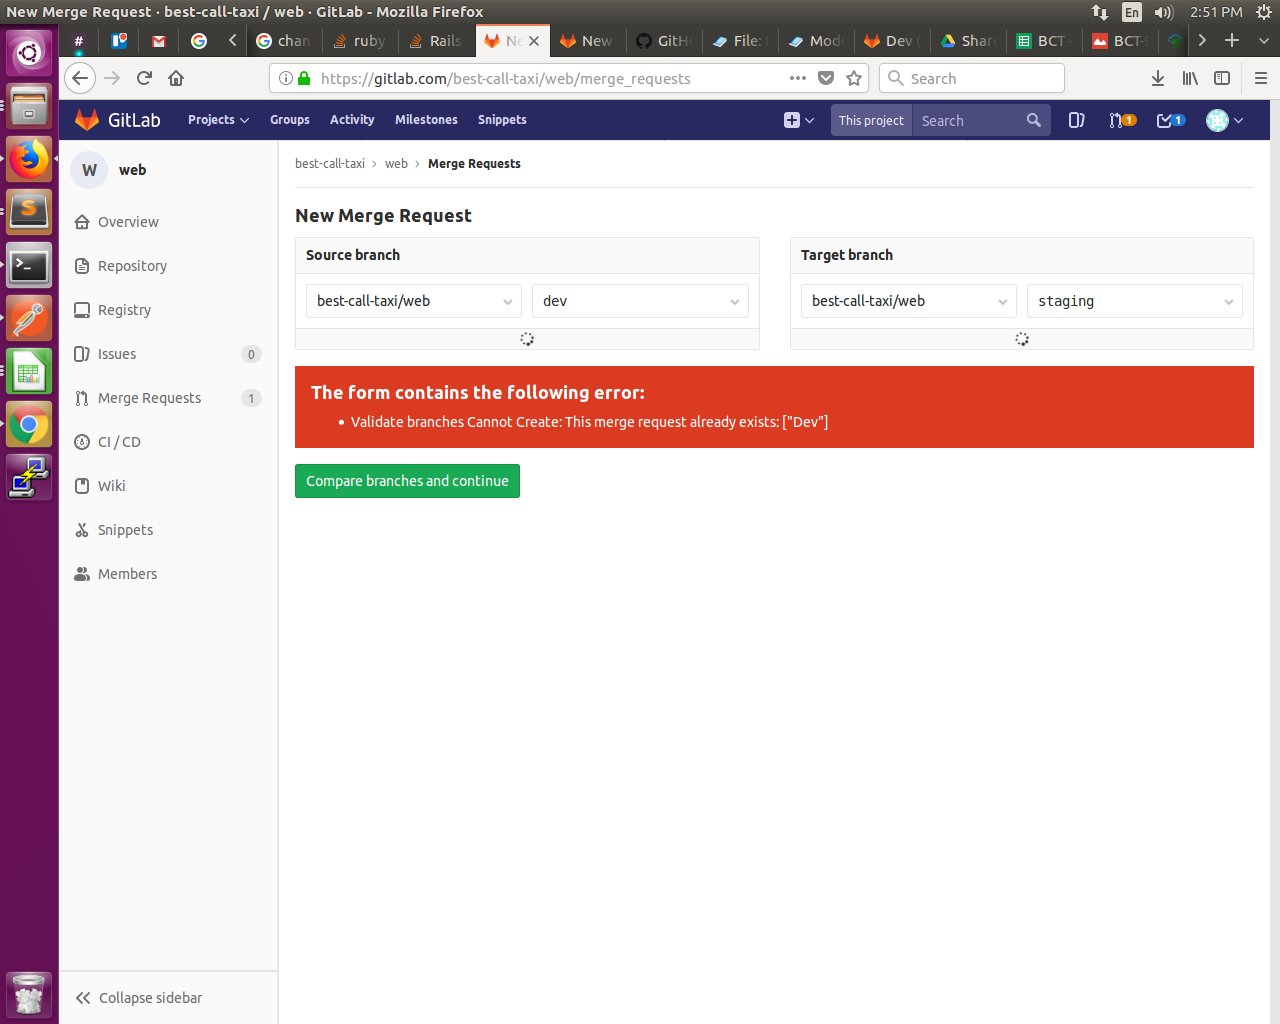 New Merge Request · best-call-taxi / web · GitLab - Mozilla Firefox
En
2:51 PM
#
chan
ruby
Rails
Ne
New
GitH
File:
Mod
Dev (
Shar
BCT -
BCT-S
https://gitlab.com/best-call-taxi/web/merge_requests
Search
GitLab
Projects
Groups
Activity
Milestones
Snippets
This project
Search
1
1
W
web
Overview
Repository
Registry
Issues
0
Merge Requests
1
CI / CD
Wiki
Snippets
Members
Collapse sidebar
best-call-taxi > web > Merge Requests
New Merge Request
Source branch
best-call-taxi/web
dev
Target branch
best-call-taxi/web
staging
The form contains the following error:
• Validate branches Cannot Create: This merge request already exists: ["Dev"]
Compare branches and continue